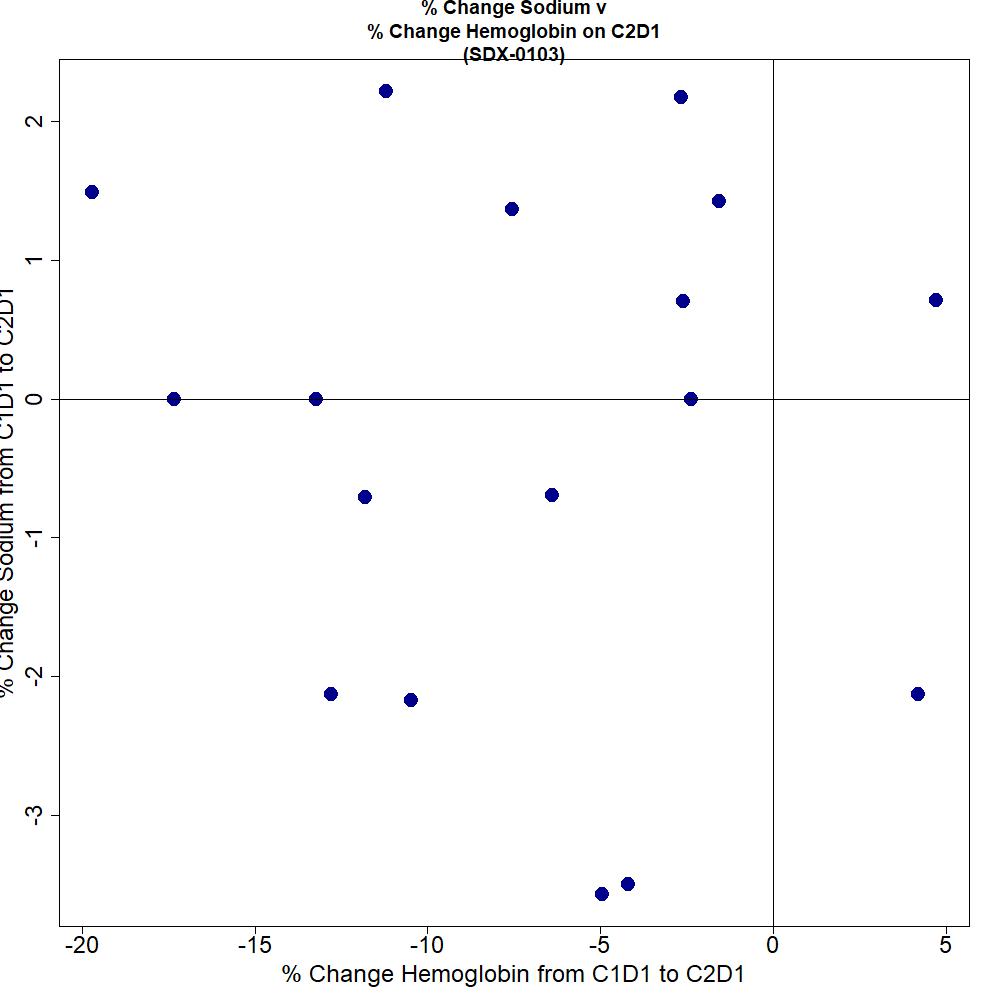 % Change Sodium v
% Change Hemoglobin on C2D1
(SDX-0103)
% Change Sodium from C1D1 to C2D1
2
1
0
-1
-2
-3
-20 -15 -10 -5 0 5
% Change Hemoglobin from C1D1 to C2D1